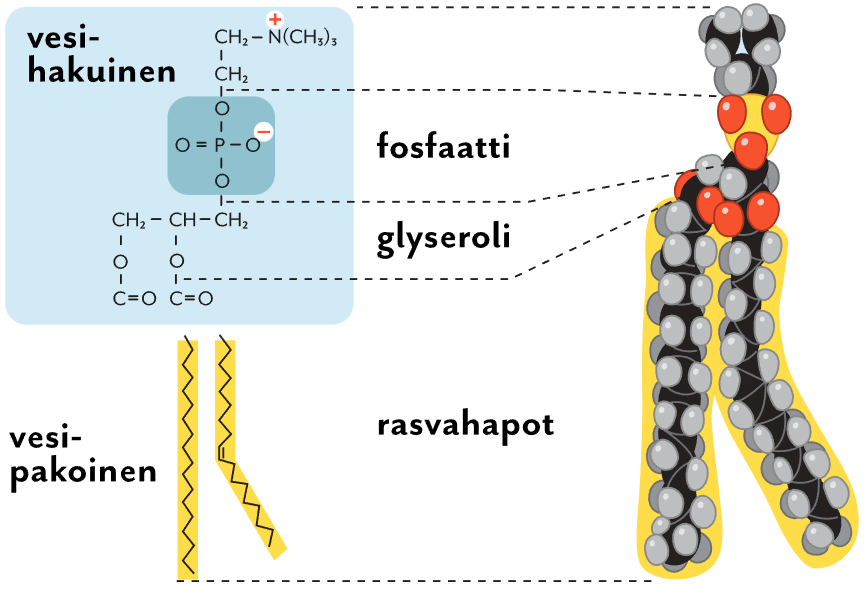 vesi-
hakuinen
+
CH₂–N(CH₃)₃
CH₂
O
−
O=P–O
O
CH₂–CH–CH₂
O O
C=O C=O
fosfaatti
glyseroli
rasvahapot
vesi-
pakoinen